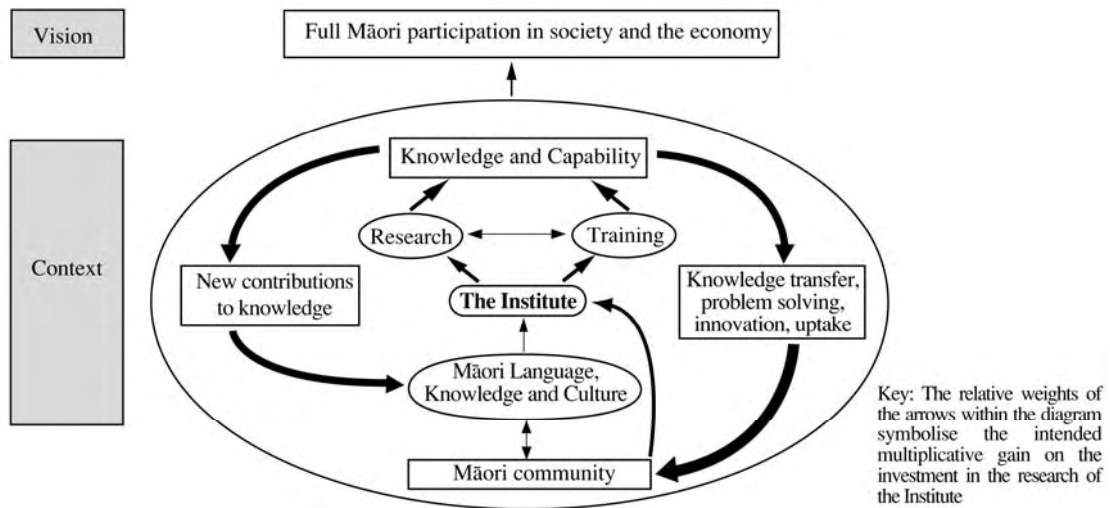 Vision
Full Māori participation in society and the economy
Context
Knowledge and Capability
Research
Training
New contributions
to knowledge
The Institute
Knowledge transfer,
problem solving,
innovation, uptake
Māori Language,
Knowledge and Culture
Māori community
Key: The relative weights of
the arrows within the diagram
symbolise the intended
multiplicative gain on the
investment in the research of
the Institute